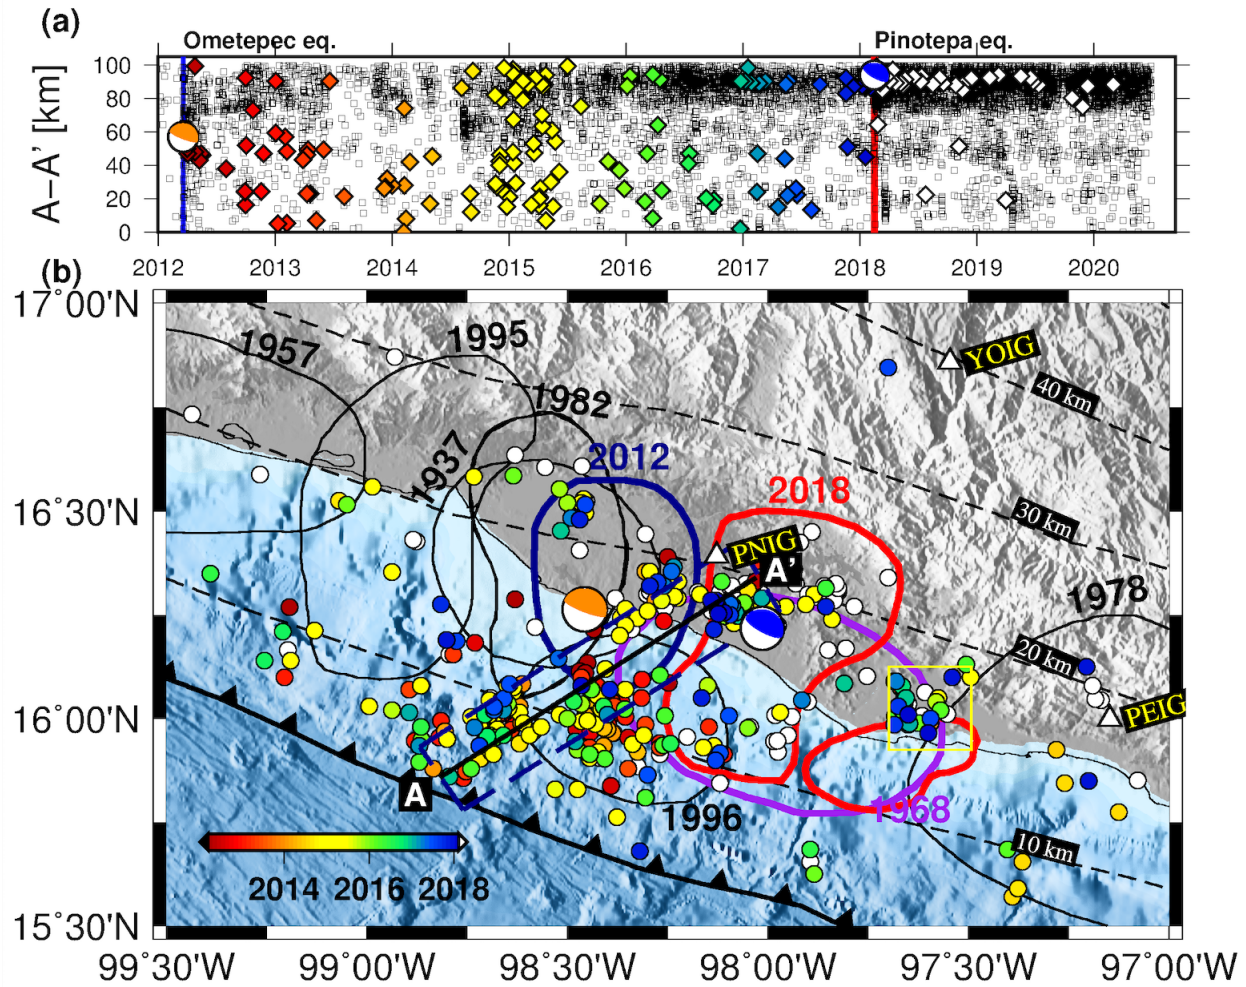 (a)
Ometepec eq.
Pinotepa eq.
A–A’ [km]
100
80
60
40
20
0
2012
2013
2014
2015
2016
2017
2018
2019
2020
(b)
17˚00'N
16˚30'N
16˚00'N
15˚30'N
1957
1995
1982
1937
2012
2018
YOIG
40 km
30 km
PNIG
A’
1978
20 km
PEIG
A
1996
1968
10 km
2014
2016
2018
99˚30'W
99˚00'W
98˚30'W
98˚00'W
97˚30'W
97˚00'W